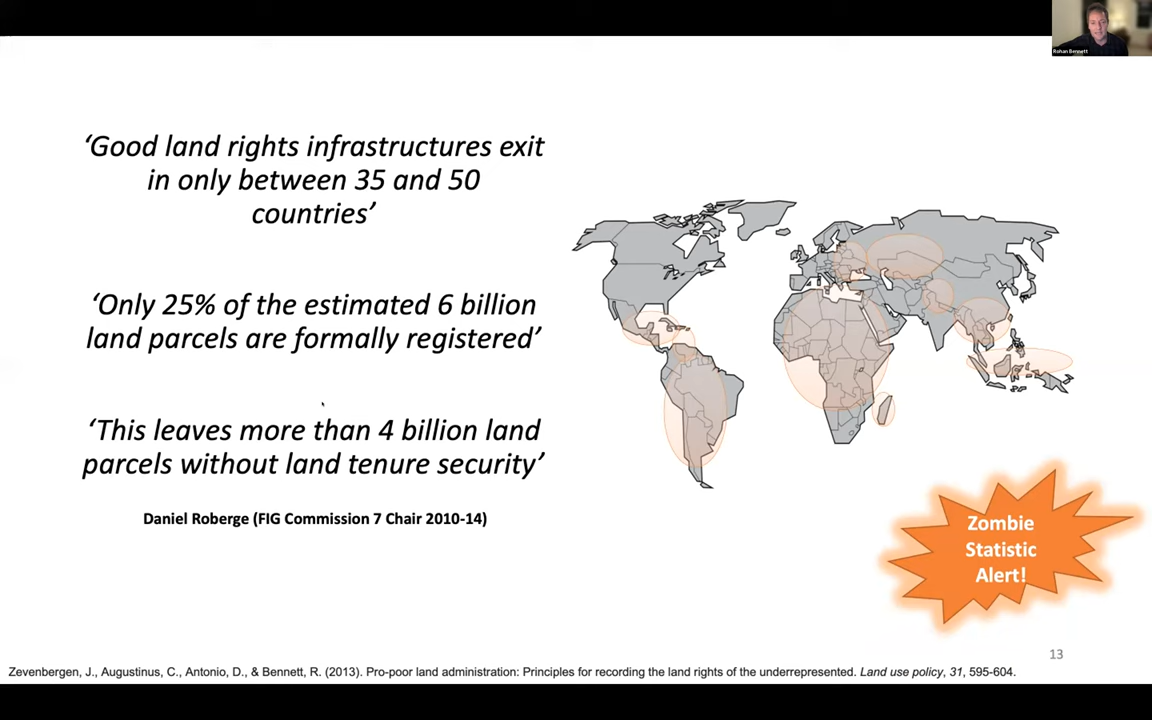 Rohan Bennett
‘Good land rights infrastructures exit
in only between 35 and 50
countries’
‘Only 25% of the estimated 6 billion
land parcels are formally registered’
‘This leaves more than 4 billion land
parcels without land tenure security’
Daniel Roberge (FIG Commission 7 Chair 2010-14)
Zombie
Statistic
Alert!
13
Zevenbergen, J., Augustinus, C., Antonio, D., & Bennett, R. (2013). Pro-poor land administration: Principles for recording the land rights of the underrepresented. Land use policy, 31, 595-604.